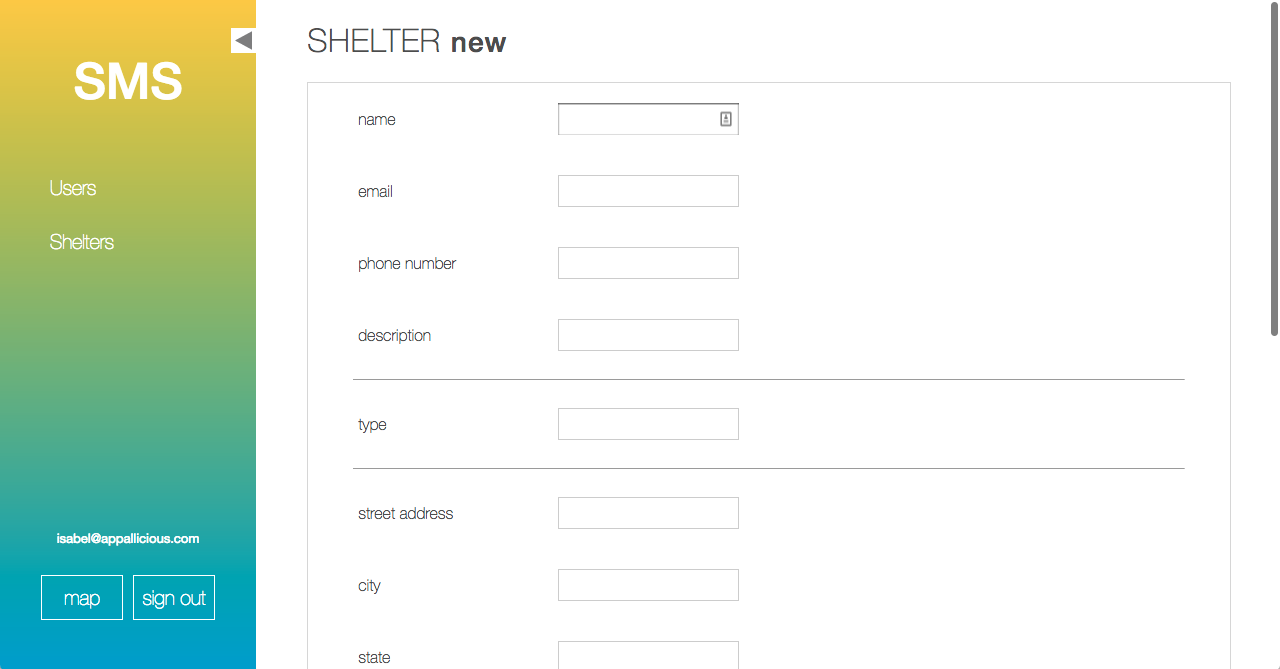 SMS
Users
Shelters
isabel@appallicious.com
map
sign out
SHELTER new
name
email
phone number
description
type
street address
city
state